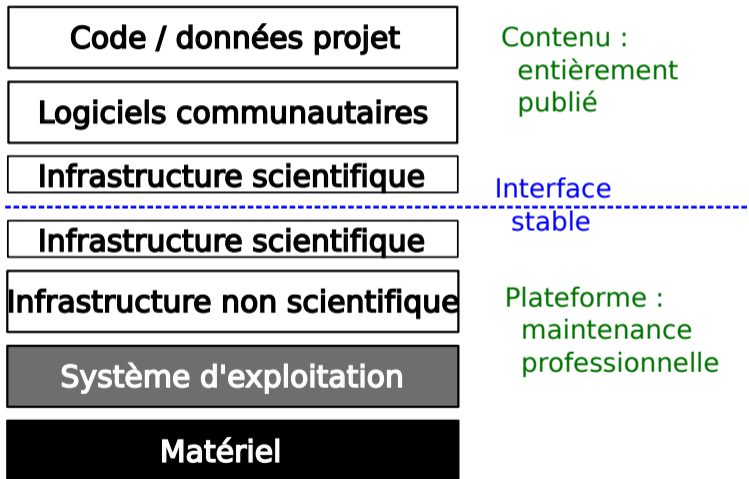 Code / données projet
Contenu :
entièrement
publié
Logiciels communautaires
Infrastructure scientifique
Interface
stable
Infrastructure scientifique
Infrastructure non scientifique
Plateforme :
maintenance
professionnelle
Système d'exploitation
Matériel